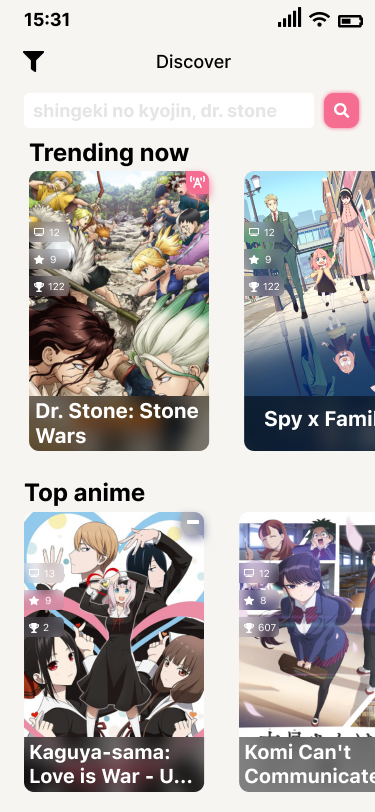 15:31
Discover
shingeki no kyojin, dr. stone
Trending now
12
9
122
Dr. Stone: Stone
Wars
12
9
122
Spy x Famil
Top anime
13
9
2
Kaguya-sama:
Love is War - U...
12
8
607
Komi Can't
Communicate